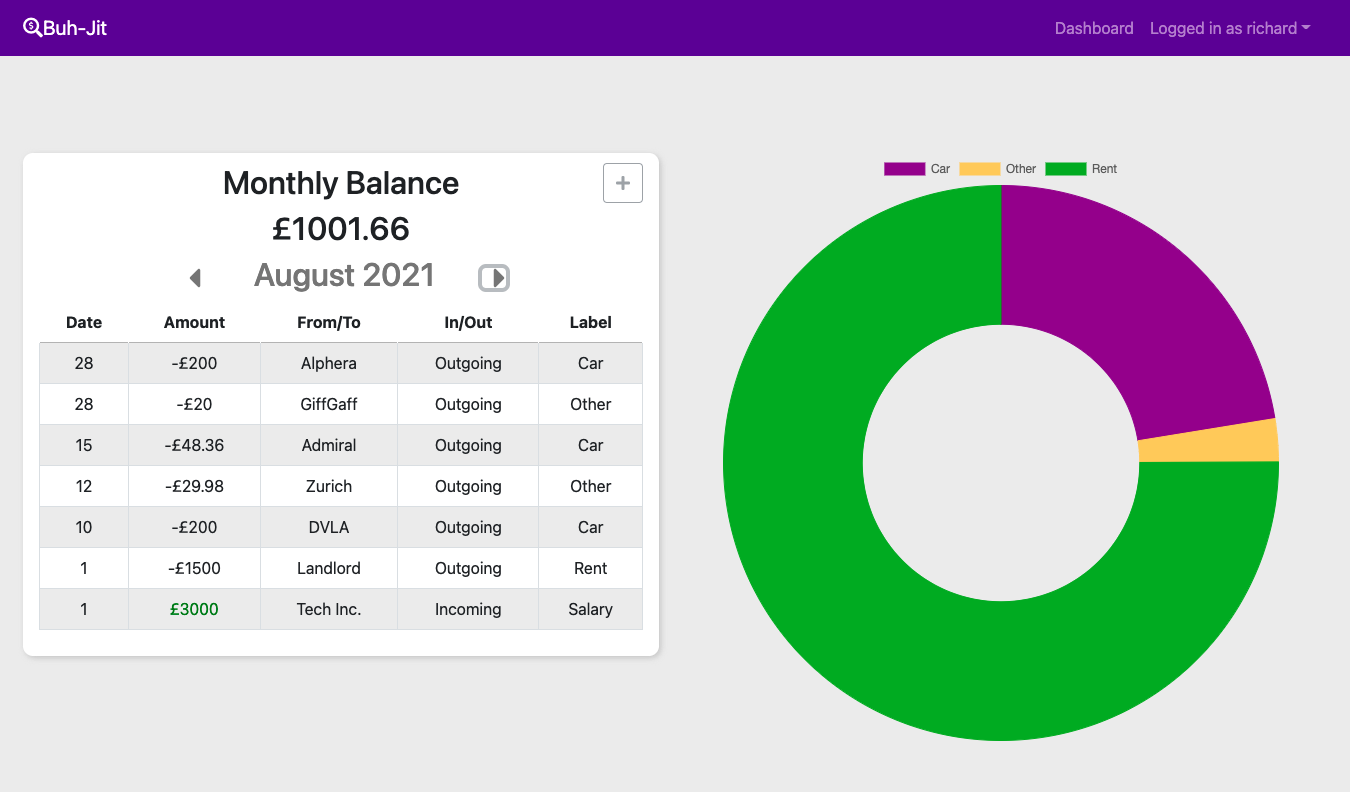 Buh-Jit
Dashboard Logged in as richard
Monthly Balance
£1001.66
August 2021
Date Amount From/To In/Out Label
28 -£200 Alphera Outgoing Car
28 -£20 GiffGaff Outgoing Other
15 -£48.36 Admiral Outgoing Car
12 -£29.98 Zurich Outgoing Other
10 -£200 DVLA Outgoing Car
1 -£1500 Landlord Outgoing Rent
1 £3000 Tech Inc. Incoming Salary
Car Other Rent